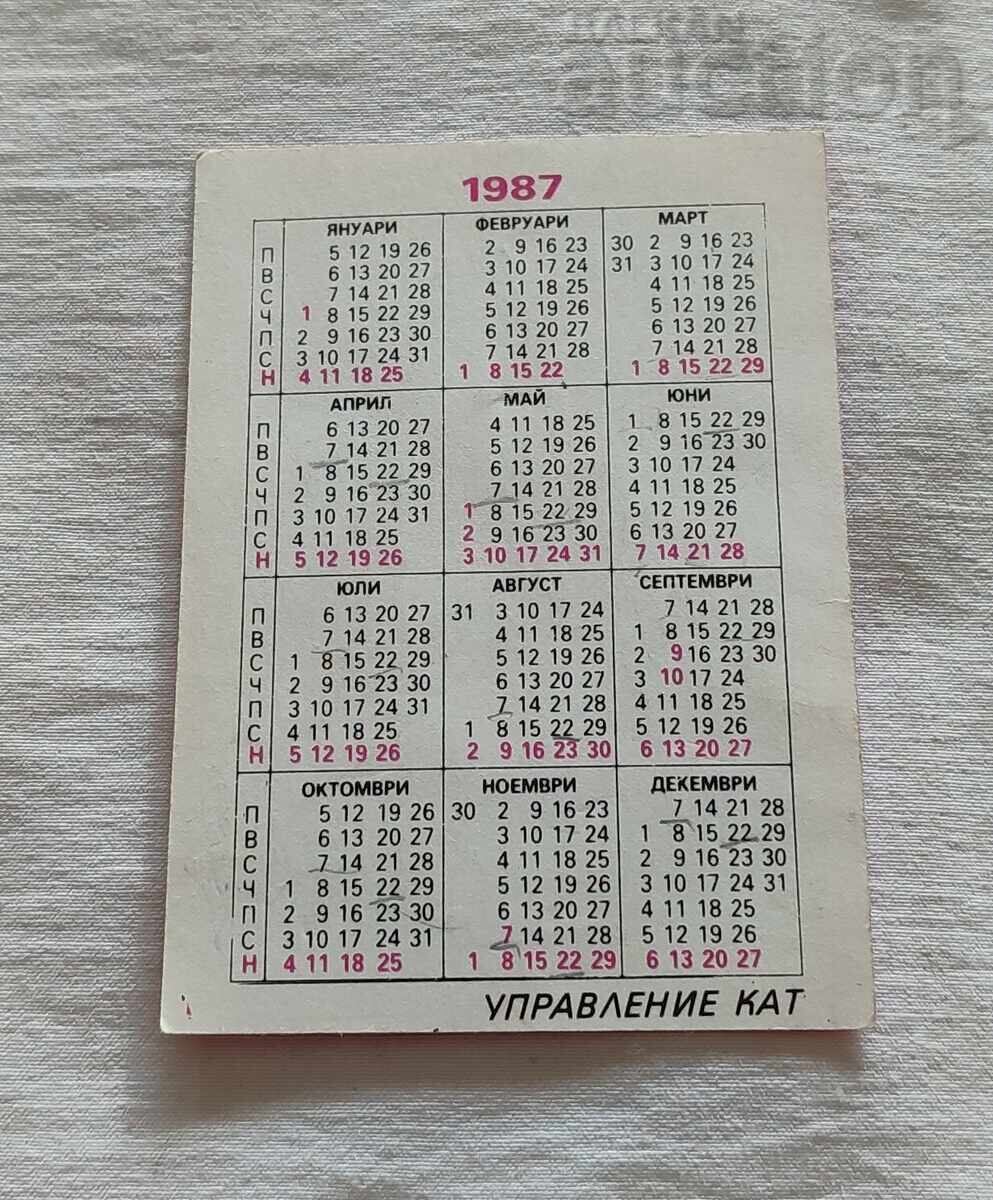 BALKAN
auction
1987
ЯНУАРИ ФЕВРУАРИ МАРТ
П 5 12 19 26 2 9 16 23 30 2 9 16 23
В 6 13 20 27 3 10 17 24 31 3 10 17 24
С 7 14 21 28 4 11 18 25 4 11 18 25
Ч 1 8 15 22 29 5 12 19 26 5 12 19 26
П 2 9 16 23 30 6 13 20 27 6 13 20 27
С 3 10 17 24 31 7 14 21 28 7 14 21 28
Н 4 11 18 25 1 8 15 22 1 8 15 22 29
АПРИЛ МАЙ ЮНИ
П 6 13 20 27 4 11 18 25 1 8 15 22 29
В 7 14 21 28 5 12 19 26 2 9 16 23 30
С 1 8 15 22 29 6 13 20 27 3 10 17 24
Ч 2 9 16 23 30 7 14 21 28 4 11 18 25
П 3 10 17 24 31 1 8 15 22 29 5 12 19 26
С 4 11 18 25 2 9 16 23 30 6 13 20 27
Н 5 12 19 26 3 10 17 24 31 7 14 21 28
ЮЛИ АВГУСТ СЕПТЕМВРИ
П 6 13 20 27 31 3 10 17 24 7 14 21 28
В 7 14 21 28 4 11 18 25 1 8 15 22 29
С 1 8 15 22 29 5 12 19 26 2 9 16 23 30
Ч 2 9 16 23 30 6 13 20 27 3 10 17 24
П 3 10 17 24 31 7 14 21 28 4 11 18 25
С 4 11 18 25 1 8 15 22 29 5 12 19 26
Н 5 12 19 26 2 9 16 23 30 6 13 20 27
ОКТОМВРИ НОЕМВРИ ДЕКЕМВРИ
П 5 12 19 26 30 2 9 16 23 7 14 21 28
В 6 13 20 27 3 10 17 24 1 8 15 22 29
С 7 14 21 28 4 11 18 25 2 9 16 23 30
Ч 1 8 15 22 29 5 12 19 26 3 10 17 24 31
П 2 9 16 23 30 6 13 20 27 4 11 18 25
С 3 10 17 24 31 7 14 21 28 5 12 19 26
Н 4 11 18 25 1 8 15 22 29 6 13 20 27
УПРАВЛЕНИЕ КАТ